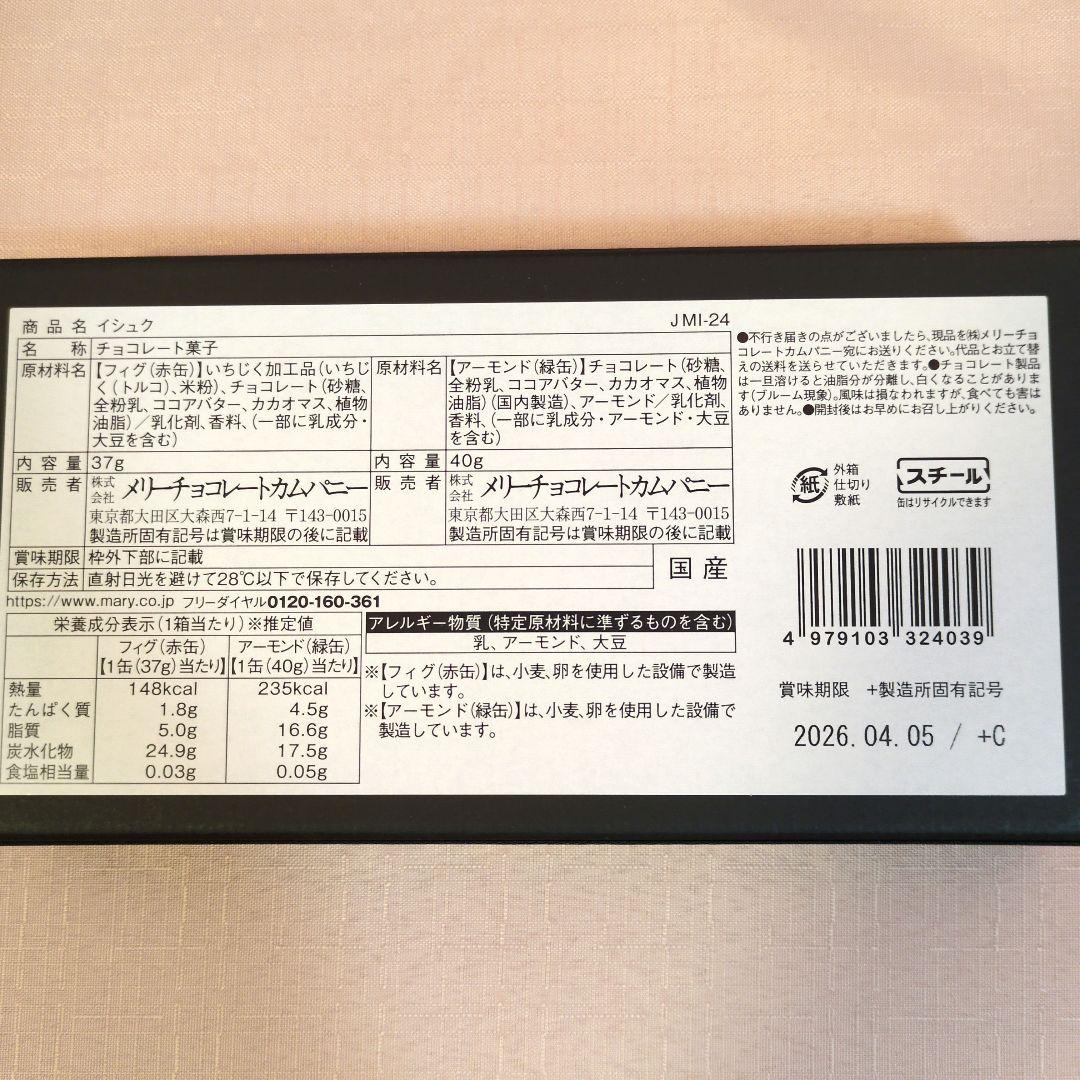 商品名 イシュク JMI-24
名称 チョコレート菓子
原材料名 【フィグ(赤缶)】いちじく加工品(いちじ
く(トルコ)、米粉)、チョコレート(砂糖、
全粉乳、ココアバター、カカオマス、植物
油脂)/乳化剤、香料、(一部に乳成分・
大豆を含む)
原材料名 【アーモンド(緑缶)】チョコレート(砂糖、
全粉乳、ココアバター、カカオマス、植物
油脂)(国内製造)、アーモンド/乳化剤、
香料、(一部に乳成分・アーモンド・大豆
を含む)
内容量 37g
内容量 40g
販売者 株式会社 メリーチョコレートカムパニー
東京都大田区大森西7-1-14 〒143-0015
製造所固有記号は賞味期限の後に記載
販売者 株式会社 メリーチョコレートカムパニー
東京都大田区大森西7-1-14 〒143-0015
製造所固有記号は賞味期限の後に記載
賞味期限 枠外下部に記載
保存方法 直射日光を避けて28℃以下で保存してください。
国産
https://www.mary.co.jp フリーダイヤル0120-160-361
栄養成分表示(1箱当たり)※推定値
フィグ(赤缶) アーモンド(緑缶)
【1缶(37g)当たり】 【1缶(40g)当たり】
熱量 148kcal 235kcal
たんぱく質 1.8g 4.5g
脂質 5.0g 16.6g
炭水化物 24.9g 17.5g
食塩相当量 0.03g 0.05g
アレルギー物質(特定原材料に準ずるものを含む)
乳、アーモンド、大豆
※【フィグ(赤缶)】は、小麦、卵を使用した設備で製造
しています。
※【アーモンド(緑缶)】は、小麦、卵を使用した設備で
製造しています。
●不行き届きの点がございましたら、現品を㈱メリーチョ
コレートカムパニー宛にお送りください。代品とお立て替
えの送料を送らせていただきます。●チョコレート製品
は一旦溶けると油脂分が分離し、白くなることがありま
す(ブルーム現象)。風味は損なわれますが、食べても害は
ありません。●開封後はお早めにお召し上がりください。
紙
外箱
仕切り
敷紙
スチール
缶はリサイクルできます
4 979103 324039
賞味期限 +製造所固有記号
2026.04.05 / +C